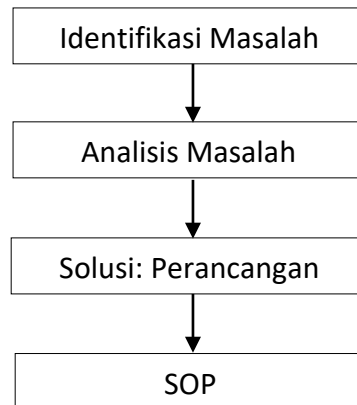 Identifikasi Masalah
Analisis Masalah
Solusi: Perancangan
SOP